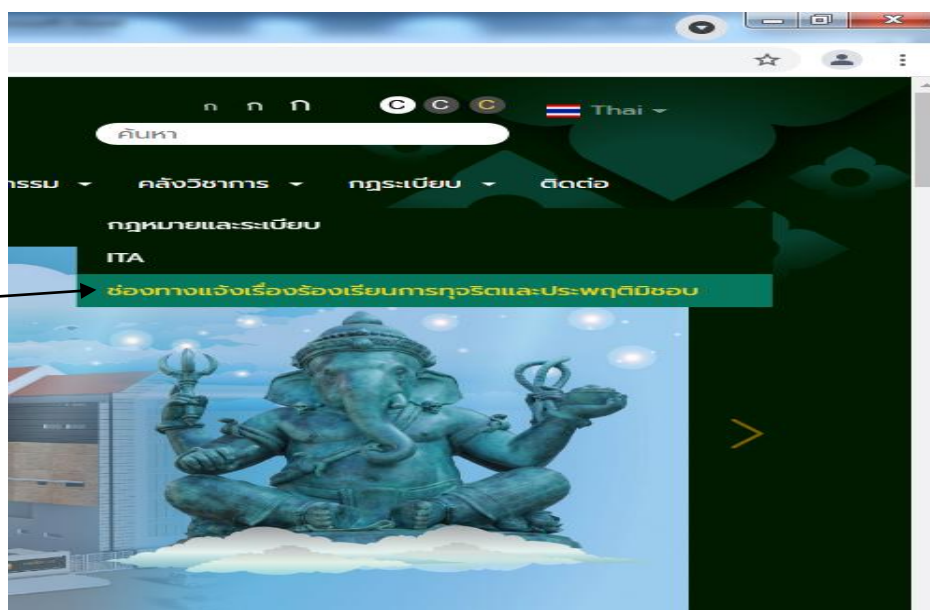 ก ก ก C C C Thai
ค้นหา
กรรม คลังวิชาการ กฎระเบียบ ติดต่อ
กฎหมายและระเบียบ
ITA
ช่องทางแจ้งเรื่องร้องเรียนการทุจริตและประพฤติมิชอบ